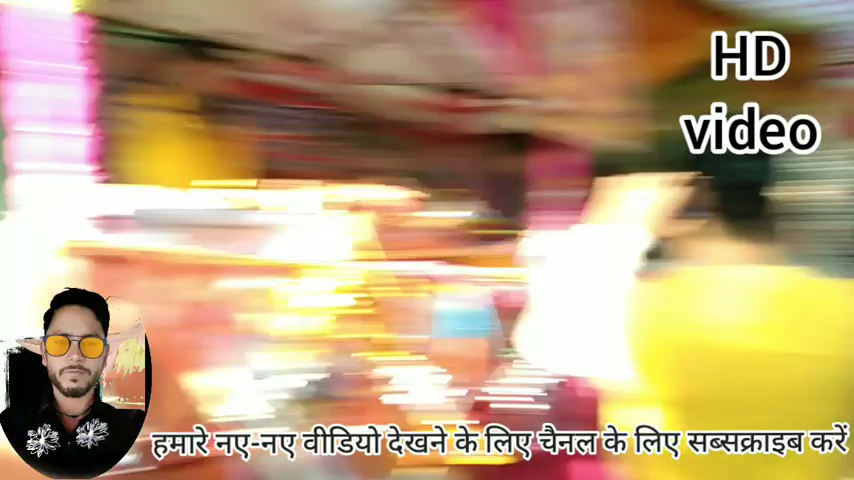 HD
video
हमारे नए-नए वीडियो देखने के लिए चैनल के लिए सब्सक्राइब करें